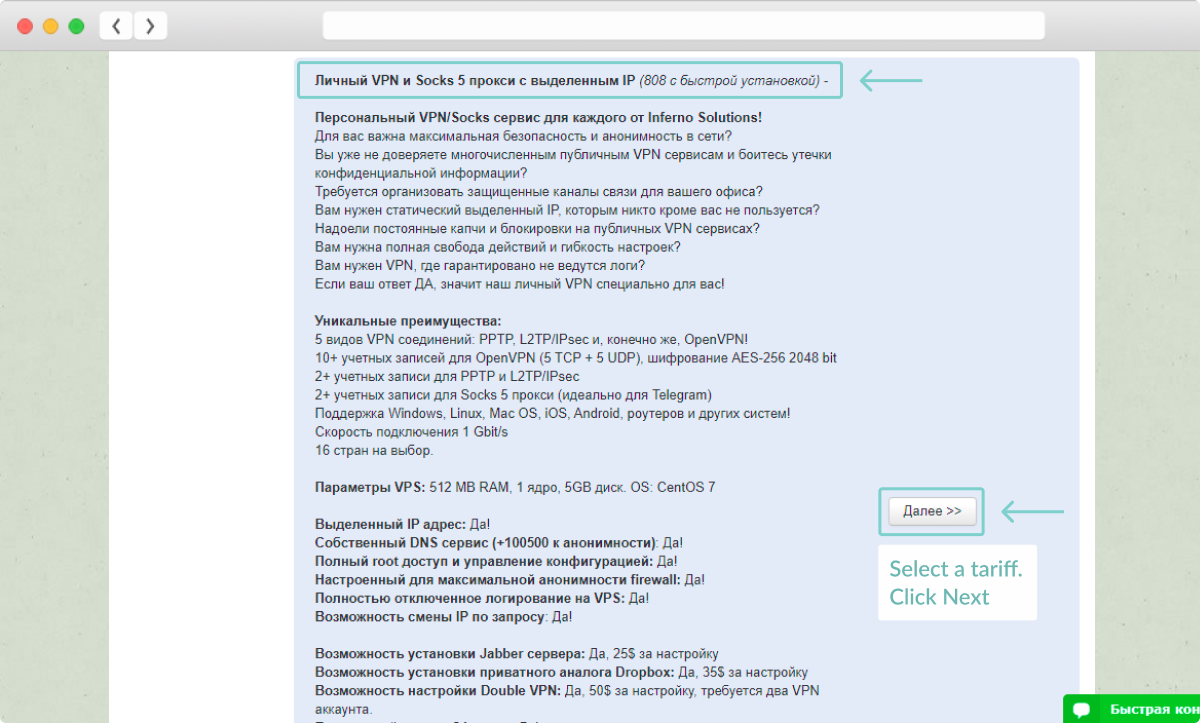 Личный VPN и Socks 5 прокси с выделенным IP (808 с быстрой установкой) -
Персональный VPN/Socks сервис для каждого от Inferno Solutions!
Для вас важна максимальная безопасность и анонимность в сети?
Вы уже не доверяете многочисленным публичным VPN сервисам и боитесь утечки
конфиденциальной информации?
Требуется организовать защищенные каналы связи для вашего офиса?
Вам нужен статический выделенный IP, которым никто кроме вас не пользуется?
Надоели постоянные капчи и блокировки на публичных VPN сервисах?
Вам нужна полная свобода действий и гибкость настроек?
Вам нужен VPN, где гарантировано не ведутся логи?
Если ваш ответ ДА, значит наш личный VPN специально для вас!
Уникальные преимущества:
5 видов VPN соединений: PPTP, L2TP/IPsec и, конечно же, OpenVPN!
10+ учетных записей для OpenVPN (5 TCP + 5 UDP), шифрование AES-256 2048 bit
2+ учетных записи для PPTP и L2TP/IPsec
2+ учетных записи для Socks 5 прокси (идеально для Telegram)
Поддержка Windows, Linux, Mac OS, iOS, Android, роутеров и других систем!
Скорость подключения 1 Gbit/s
16 стран на выбор.
Параметры VPS: 512 MB RAM, 1 ядро, 5GB диск. OS: CentOS 7
Далее >>
Select a tariff.
Click Next
Выделенный IP адрес: Да!
Собственный DNS сервис (+100500 к анонимности): Да!
Полный root доступ и управление конфигурацией: Да!
Настроенный для максимальной анонимности firewall: Да!
Полностью отключенное логирование на VPS: Да!
Возможность смены IP по запросу: Да!
Возможность установки Jabber сервера: Да, 25$ за настройку
Возможность установки приватного аналога Dropbox: Да, 35$ за настройку
Возможность настройки Double VPN: Да, 50$ за настройку, требуется два VPN
аккаунта.
Быстрая кон